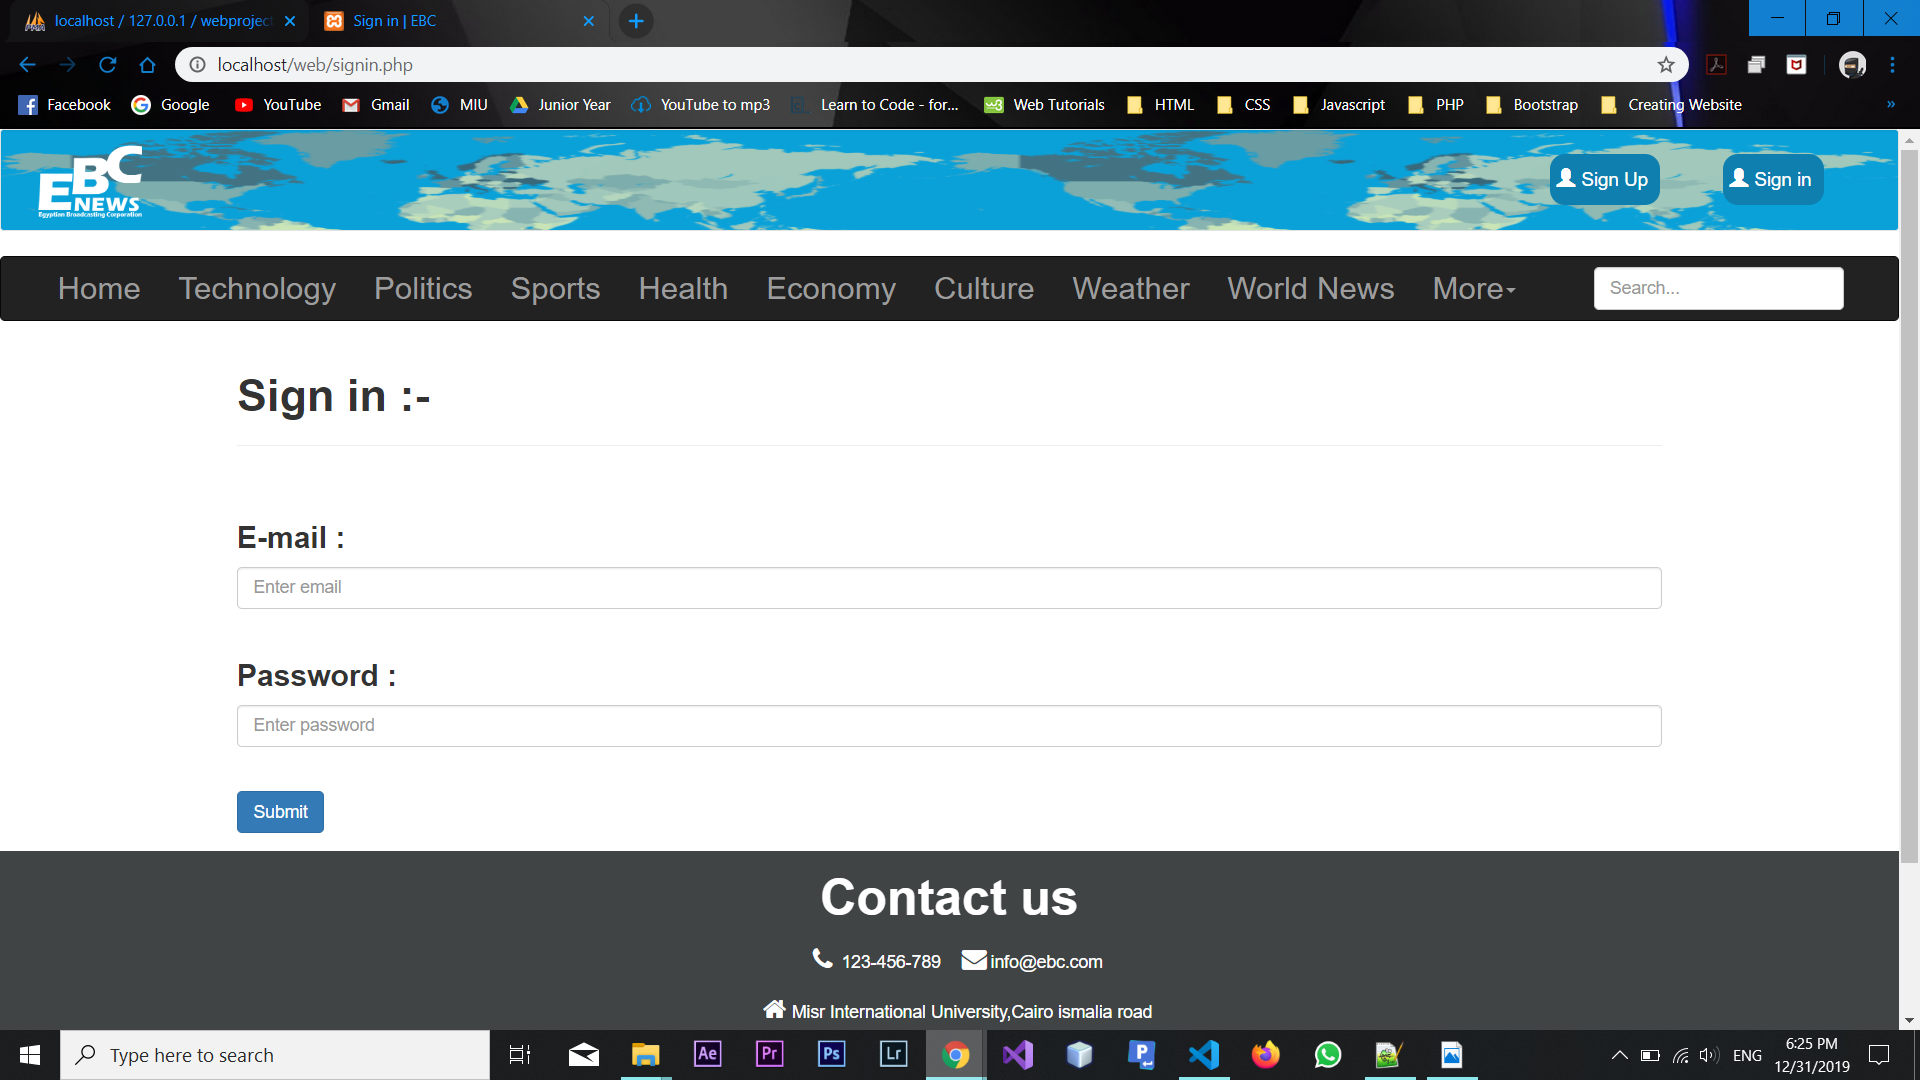 localhost / 127.0.0.1 / webproject
Sign in | EBC
localhost/web/signin.php
Facebook Google YouTube Gmail MIU Junior Year YouTube to mp3 Learn to Code - for... Web Tutorials HTML CSS Javascript PHP Bootstrap Creating Website »
EBC
NEWS
Egyptian Broadcasting Corporation
Sign Up
Sign in
Home Technology Politics Sports Health Economy Culture Weather World News More
Search...
Sign in :-
E-mail :
Enter email
Password :
Enter password
Submit
Contact us
123-456-789 info@ebc.com
Misr International University,Cairo ismalia road
Type here to search
Ae Pr Ps Lr
ENG
6:25 PM
12/31/2019